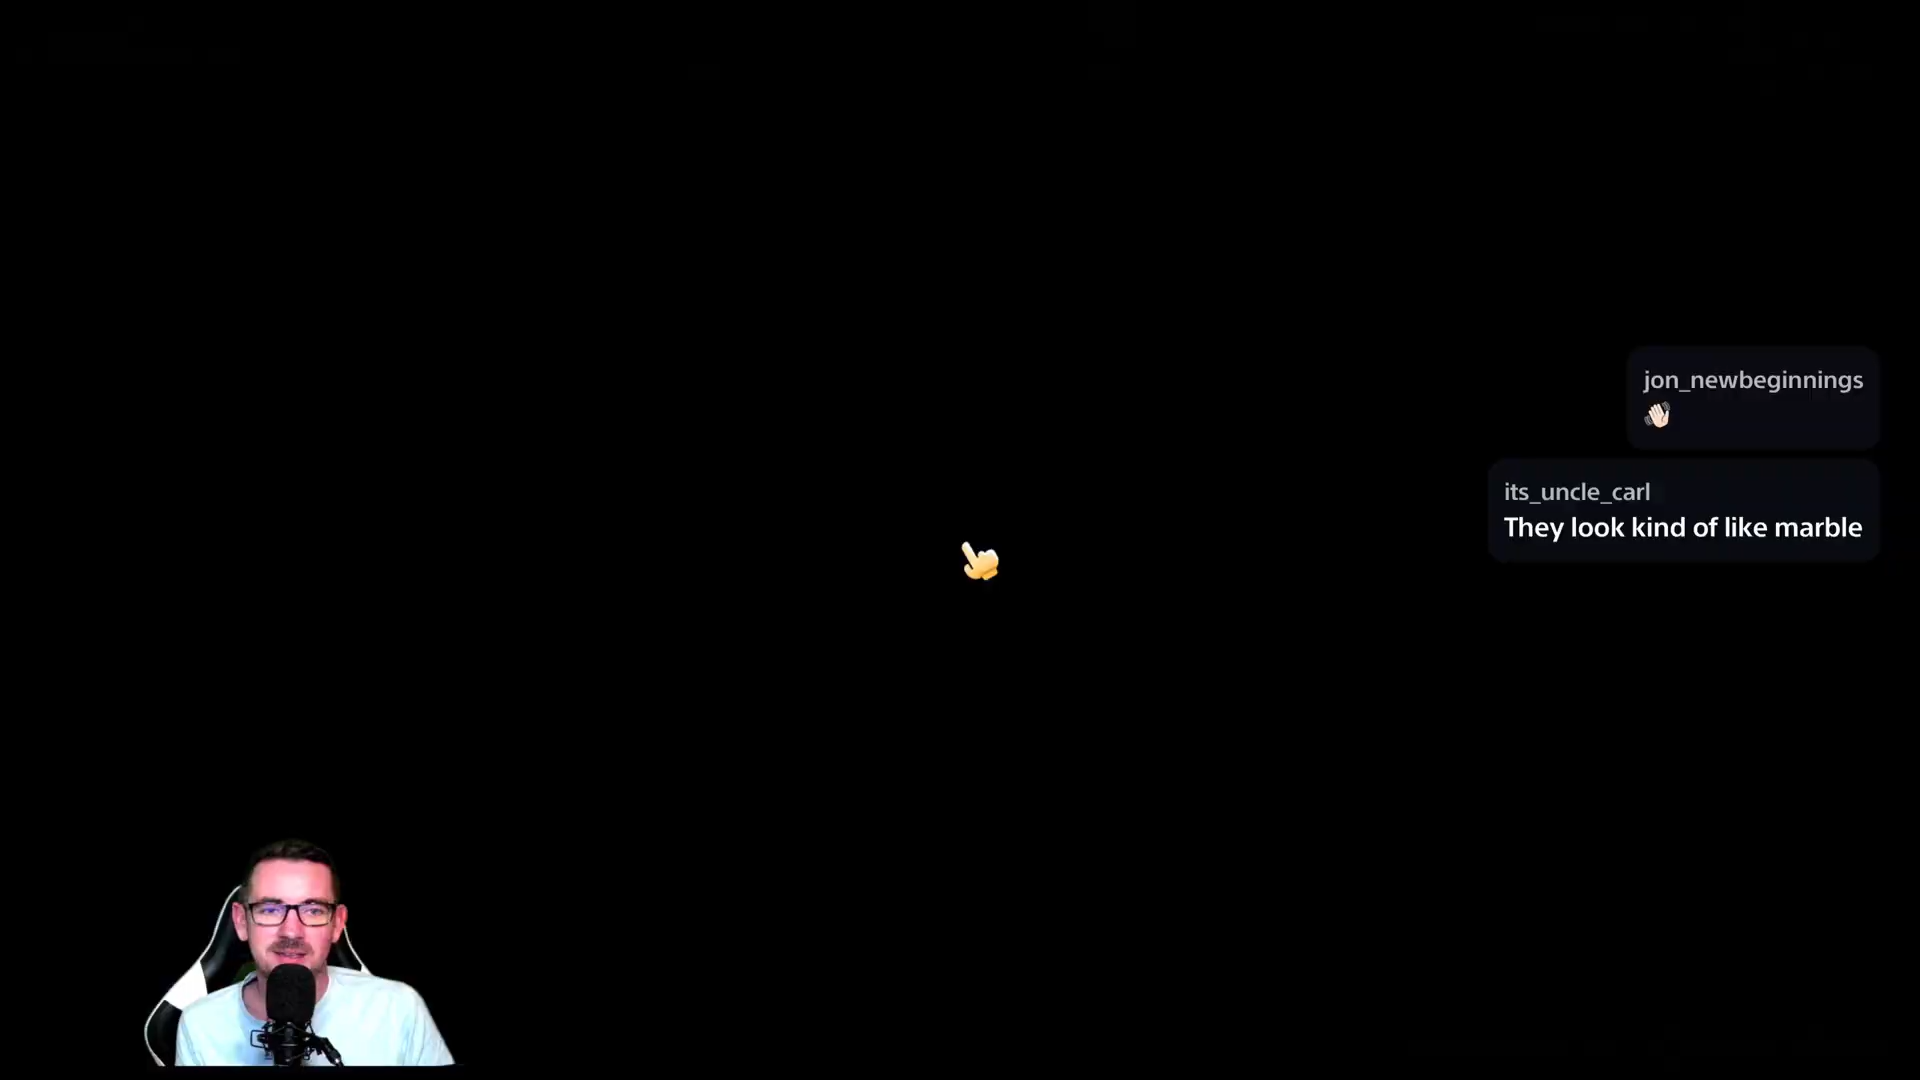 jon_newbeginnings
👋🏻
its_uncle_carl
They look kind of like marble